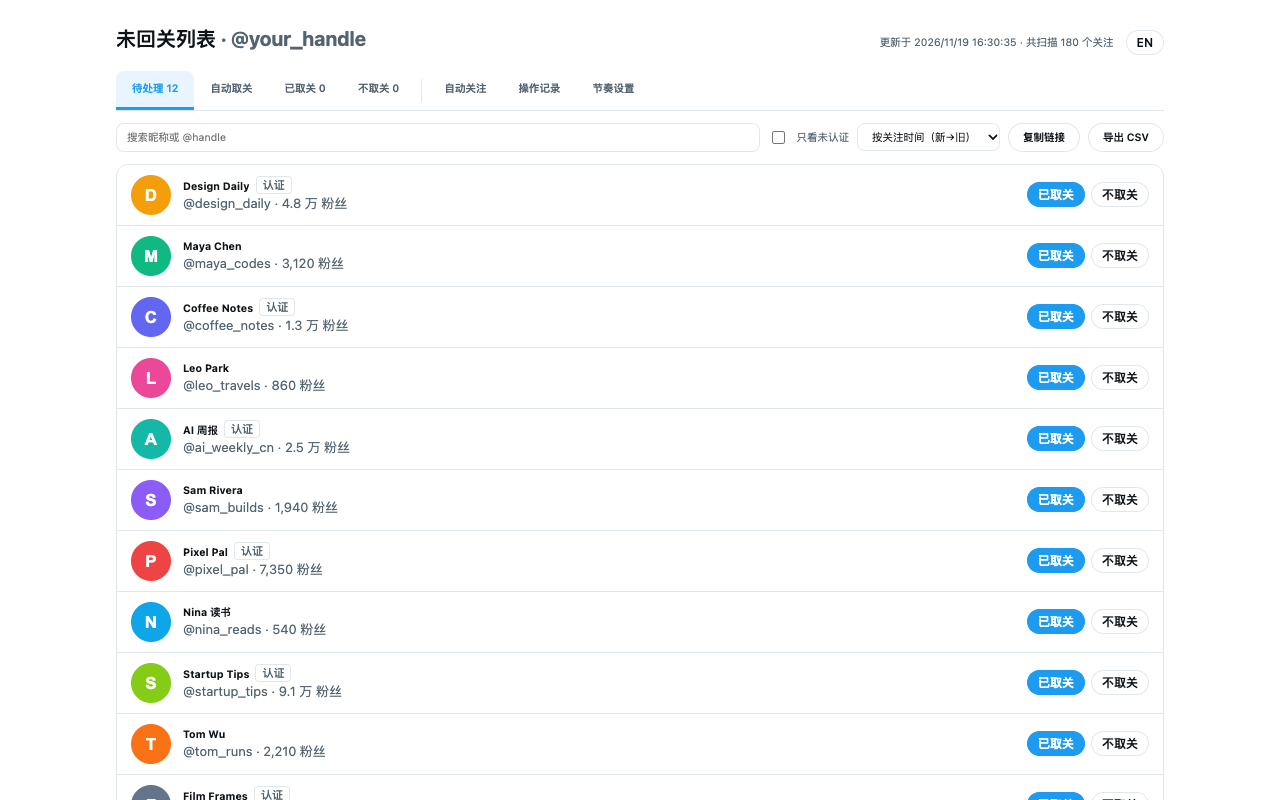 未回关列表 · @your_handle
更新于 2026/11/19 16:30:35 · 共扫描 180 个关注
EN
待处理 12
自动取关
已取关 0
不取关 0
自动关注
操作记录
节奏设置
搜索昵称或 @handle
只看未认证
按关注时间（新→旧）
复制链接
导出 CSV
D
Design Daily 认证
@design_daily · 4.8 万 粉丝
已取关 不取关
M
Maya Chen
@maya_codes · 3,120 粉丝
已取关 不取关
C
Coffee Notes 认证
@coffee_notes · 1.3 万 粉丝
已取关 不取关
L
Leo Park
@leo_travels · 860 粉丝
已取关 不取关
A
AI 周报 认证
@ai_weekly_cn · 2.5 万 粉丝
已取关 不取关
S
Sam Rivera
@sam_builds · 1,940 粉丝
已取关 不取关
P
Pixel Pal 认证
@pixel_pal · 7,350 粉丝
已取关 不取关
N
Nina 读书
@nina_reads · 540 粉丝
已取关 不取关
S
Startup Tips 认证
@startup_tips · 9.1 万 粉丝
已取关 不取关
T
Tom Wu
@tom_runs · 2,210 粉丝
已取关 不取关
Film Frames 认证